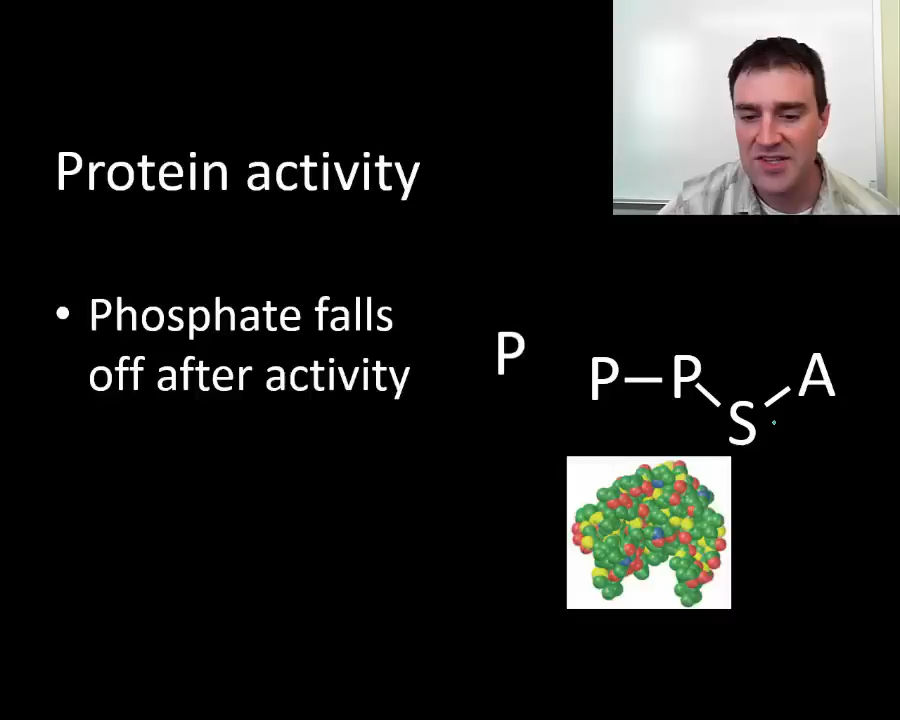 Protein activity
• Phosphate falls
off after activity
P
P—P
S
A